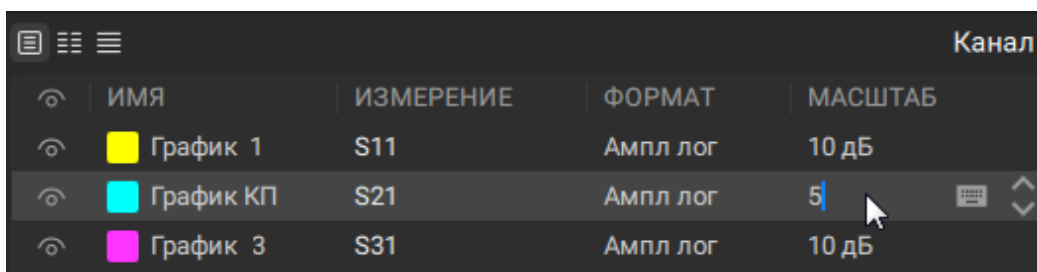 Канал
ИМЯ ИЗМЕРЕНИЕ ФОРМАТ МАСШТАБ
График 1 S11 Ампл лог 10 дБ
График КП S21 Ампл лог 5
График 3 S31 Ампл лог 10 дБ